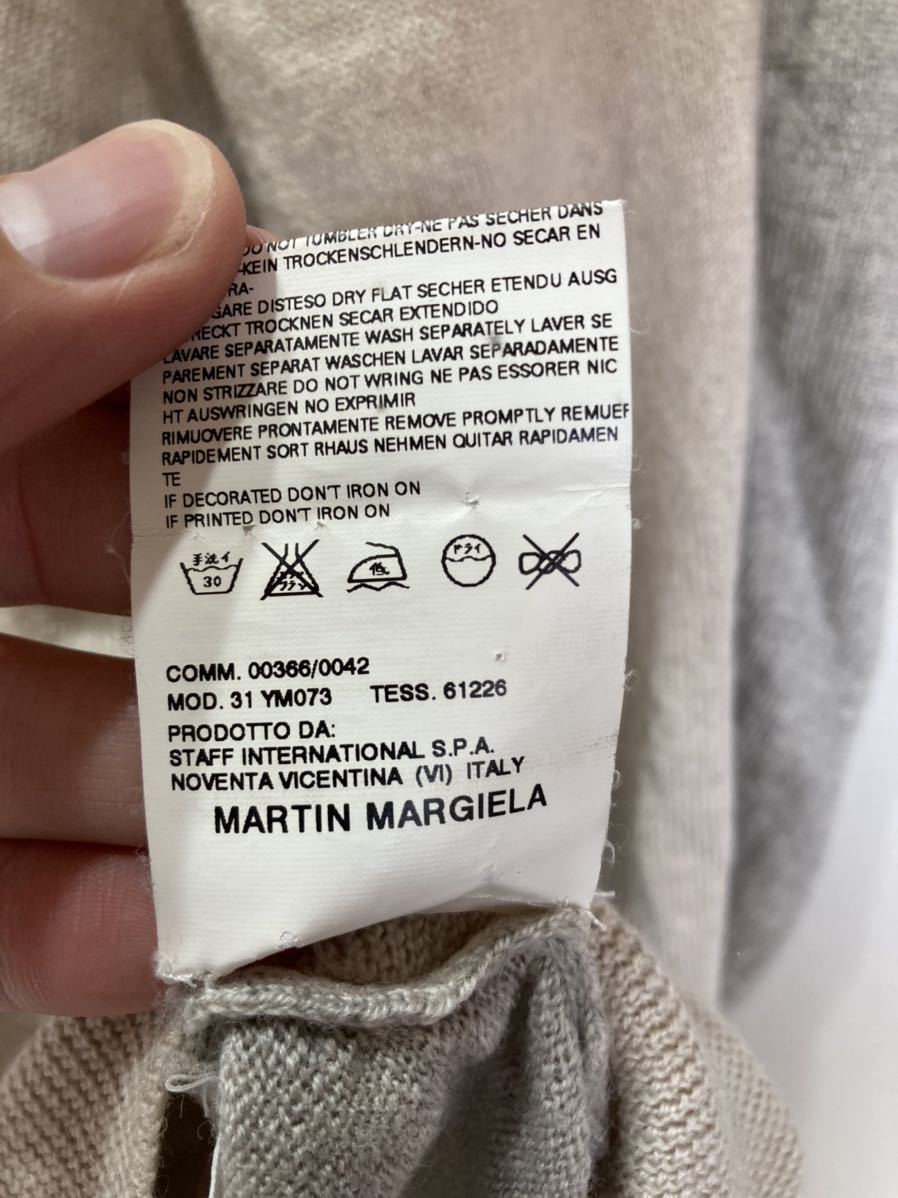 DO NOT TUMBLER DRY-NE PAS SECHER DANS
-KEIN TROCKENSCHLENDERN-NO SECAR EN
RA-
GARE DISTESO DRY FLAT SECHER ETENDU AUSG
RECKT TROCKNEN SECAR EXTENDIDO
LAVARE SEPARATAMENTE WASH SEPARATELY LAVER SE
PAREMENT SEPARAT WASCHEN LAVAR SEPARADAMENTE
NON STRIZZARE DO NOT WRING NE PAS ESSORER NIC
HT AUSWRINGEN NO EXPRIMIR
RIMUOVERE PRONTAMENTE REMOVE PROMPTLY REMUER
RAPIDEMENT SORT RHAUS NEHMEN QUITAR RAPIDAMEN
TE
IF DECORATED DON'T IRON ON
IF PRINTED DON'T IRON ON
手洗イ 30 低 ドライ
COMM. 00366/0042
MOD. 31 YM073 TESS. 61226
PRODOTTO DA:
STAFF INTERNATIONAL S.P.A.
NOVENTA VICENTINA (VI) ITALY
MARTIN MARGIELA